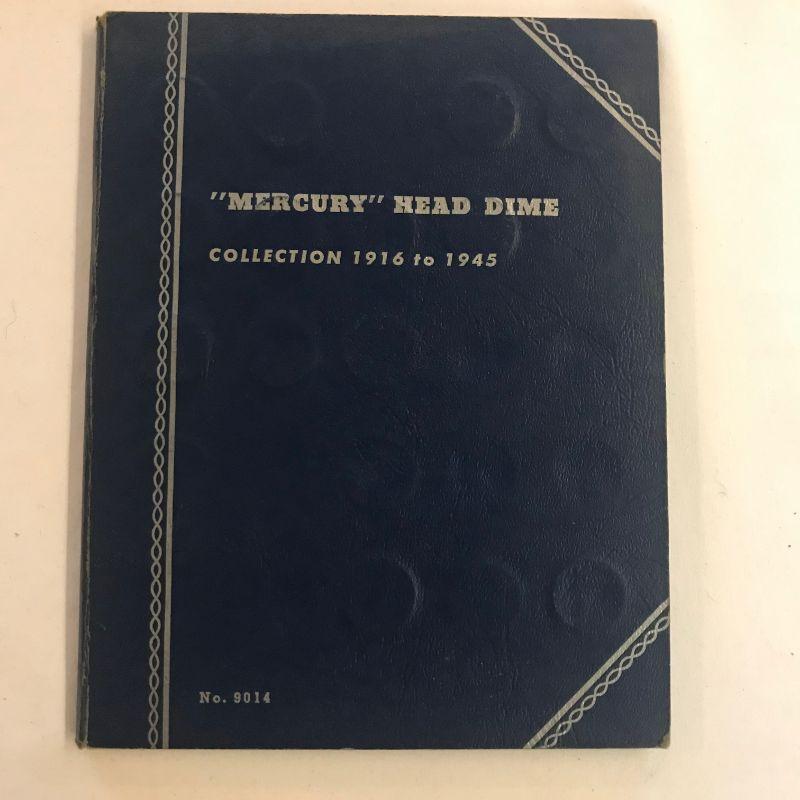 "MERCURY" HEAD DIME
COLLECTION 1916 to 1945
No. 9014